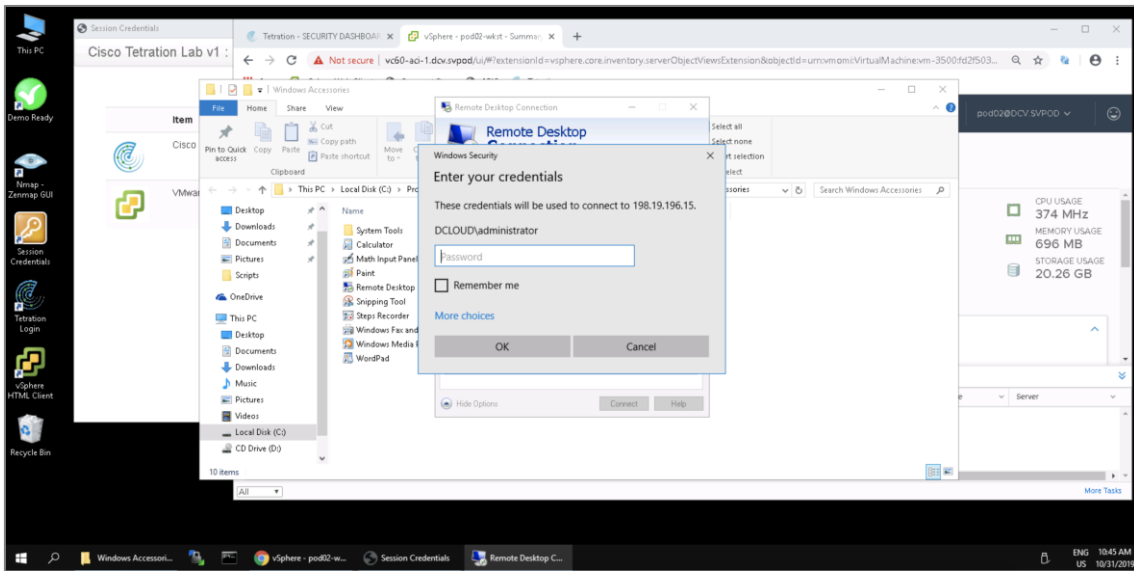 This PC
Demo Ready
Nmap -
Zenmap GUI
Session
Credentials
Tetration
Login
vSphere
HTML Client
Recycle Bin
Session Credentials
Cisco Tetration Lab v1 :
Item
Cisco
VMwar
Tetration - SECURITY DASHBOAR
vSphere - pod02-wkst - Summary
Not secure | vc60-aci-1.dcv.svpod/ui/#?extensionId=vsphere.core.inventory.serverObjectViewsExtension&objectId=urn:vmomi:VirtualMachine:vm-3500:fd2f503...
pod02@DCV.SVPOD
CPU USAGE
374 MHz
MEMORY USAGE
696 MB
STORAGE USAGE
20.26 GB
Server
All
More Tasks
Windows Accessories
File Home Share View
Pin to Quick access
Copy
Paste
Cut
Copy path
Paste shortcut
Move to
Clipboard
Select all
Select none
This PC > Local Disk (C:) >
Search Windows Accessories
Desktop
Downloads
Documents
Pictures
Scripts
OneDrive
This PC
Desktop
Documents
Downloads
Music
Pictures
Videos
Local Disk (C:)
CD Drive (D:)
Name
System Tools
Calculator
Math Input Panel
Paint
Remote Desktop
Snipping Tool
Steps Recorder
Windows Fax and
Windows Media
WordPad
10 items
Remote Desktop Connection
Remote Desktop
Hide Options
Connect
Help
Windows Security
Enter your credentials
These credentials will be used to connect to 198.19.196.15.
DCLOUD\administrator
Password
Remember me
More choices
OK
Cancel
Windows Accessori...
vSphere - pod02-w...
Session Credentials
Remote Desktop C...
ENG
US
10:45 AM
10/31/2019